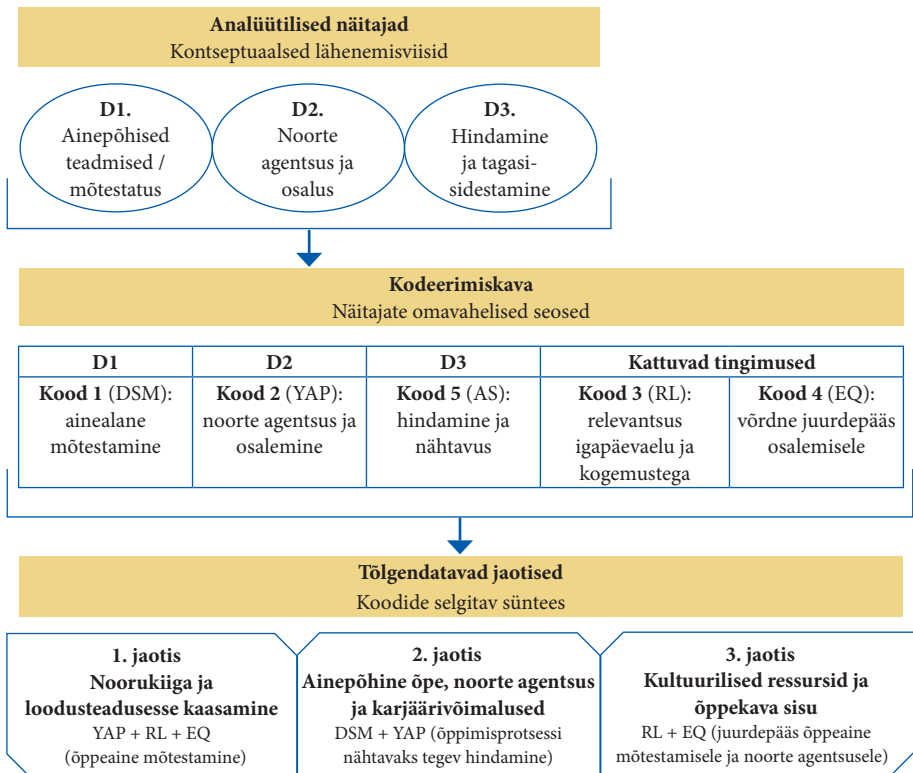 Analüütilised näitajad
Kontseptuaalsed lähenemisviisid
D1.
Ainepõhised
teadmised /
mõtestatus
D2.
Noorte
agentsus ja
osalus
D3.
Hindamine
ja tagasi-
sidestamine
Kodeerimiskava
Näitajate omavahelised seosed
D1
D2
D3
Kattuvad tingimused
Kood 1 (DSM):
ainealane
mõtestamine
Kood 2 (YAP):
noorte agentsus ja
osalemine
Kood 5 (AS):
hindamine ja
nähtavus
Kood 3 (RL):
relevantsus
igapäevaelu ja
kogemustega
Kood 4 (EQ):
võrdne juurdepääs
osalemisele
Tõlgendatavad jaotised
Koodide selgitav süntees
1. jaotis
Noorukiiga ja
loodusteadusesse kaasamine
YAP + RL + EQ
(õppeaine mõtestamine)
2. jaotis
Ainepõhine õpe, noorte agentsus
ja karjäärivõimalused
DSM + YAP (õppimisprotsessi
nähtavaks tegev hindamine)
3. jaotis
Kultuurilised ressursid ja
õppekava sisu
RL + EQ (juurdepääs õppeaine
mõtestamisele ja noorte agentsusele)